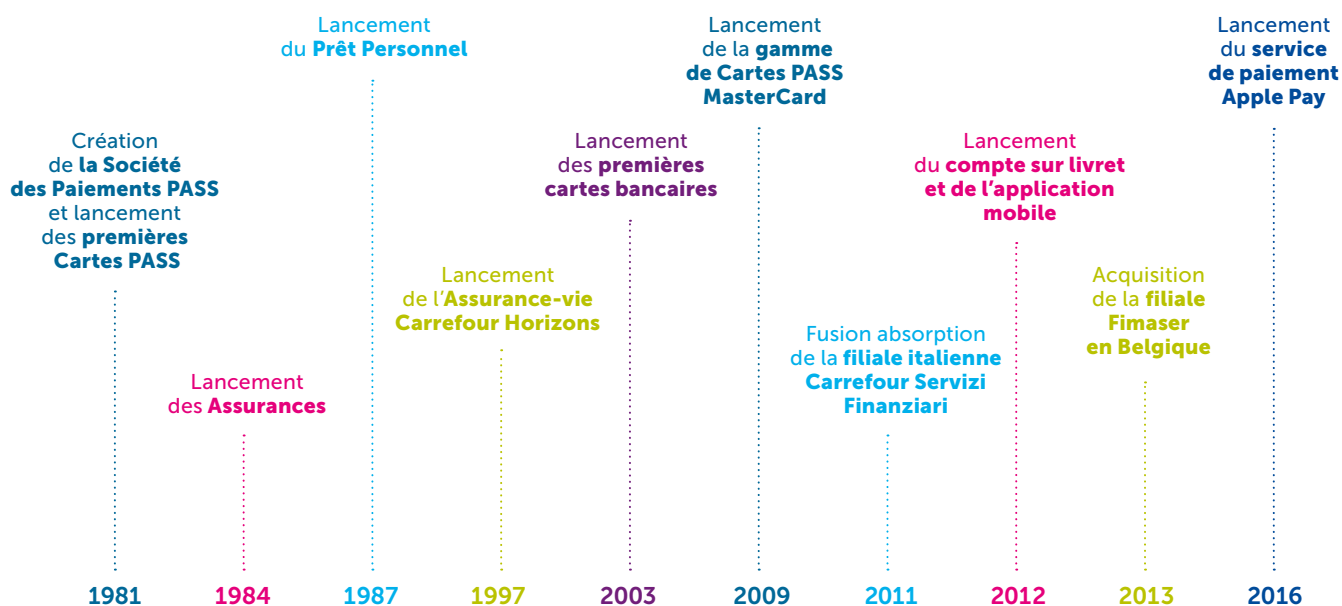 Création
de la Société
des Paiements PASS
et lancement
des premières
Cartes PASS
1981
Lancement
des Assurances
1984
Lancement
du Prêt Personnel
1987
Lancement
de l'Assurance-vie
Carrefour Horizons
1997
Lancement
des premières
cartes bancaires
2003
Lancement
de la gamme
de Cartes PASS
MasterCard
2009
Fusion absorption
de la filiale italienne
Carrefour Servizi
Finanziari
2011
Lancement
du compte sur livret
et de l'application
mobile
2012
Acquisition
de la filiale
Fimaser
en Belgique
2013
Lancement
du service
de paiement
Apple Pay
2016